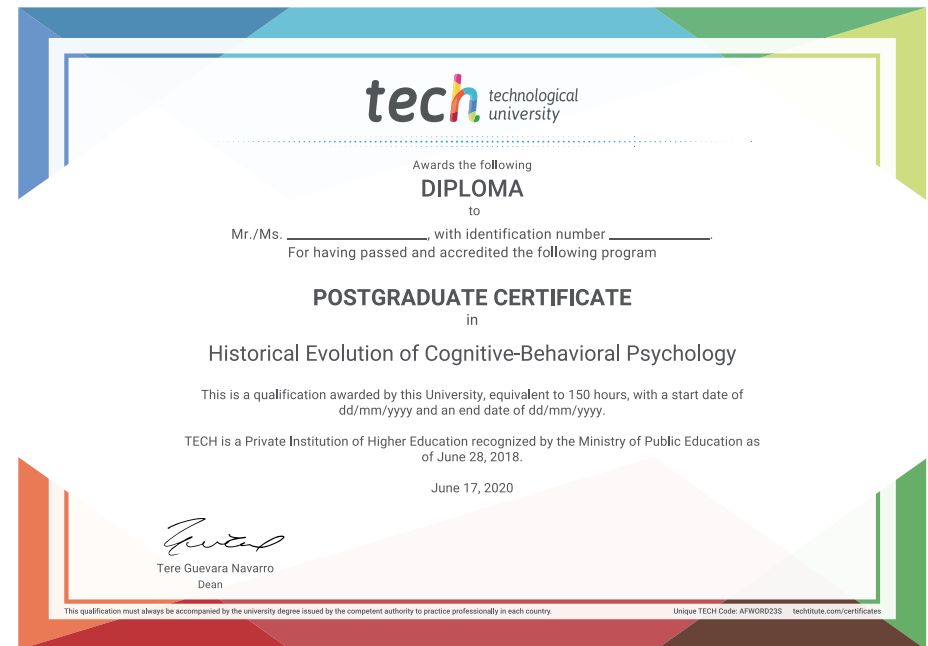 tech technological
university
Awards the following
DIPLOMA
to
Mr./Ms. ____________________, with identification number ______________.
For having passed and accredited the following program
POSTGRADUATE CERTIFICATE
in
Historical Evolution of Cognitive-Behavioral Psychology
This is a qualification awarded by this University, equivalent to 150 hours, with a start date of
dd/mm/yyyy and an end date of dd/mm/yyyy.
TECH is a Private Institution of Higher Education recognized by the Ministry of Public Education as
of June 28, 2018.
June 17, 2020
Tere Guevara Navarro
Dean
This qualification must always be accompanied by the university degree issued by the competent authority to practice professionally in each country.
Unique TECH Code: AFWORD23S techtitute.com/certificates